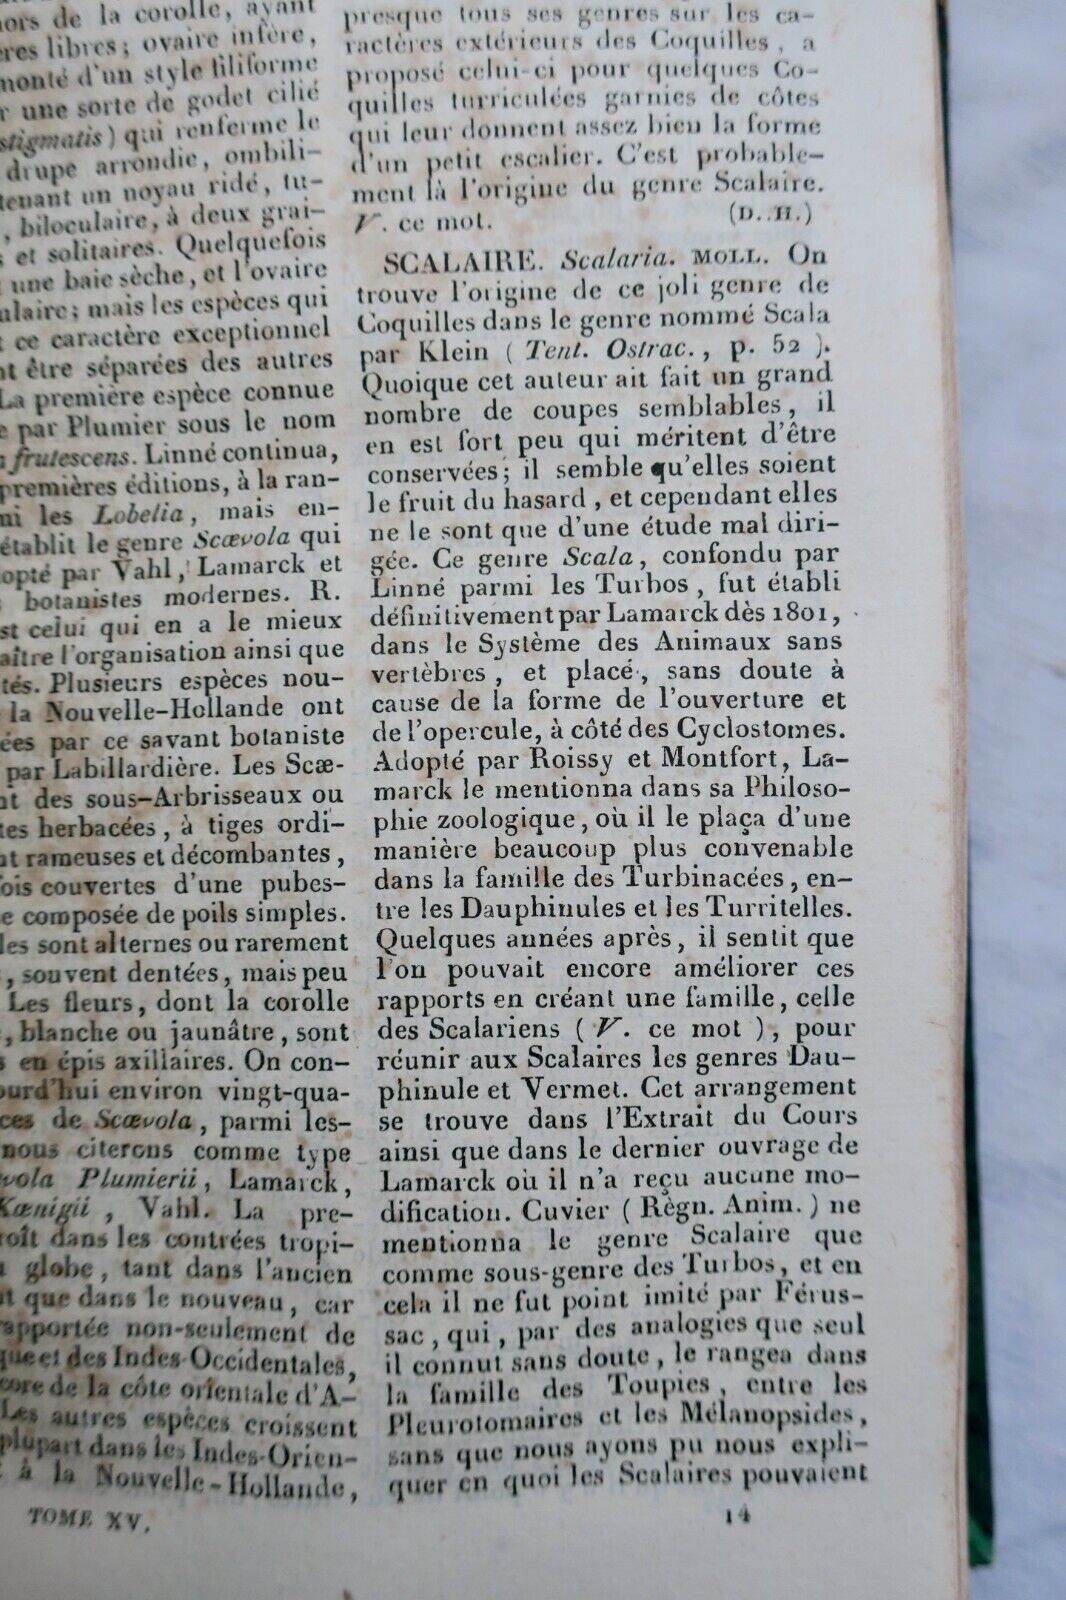 hors de la corolle, ayant
libres; ovaire infère,
monté d'un style filiforme
une sorte de godet cilié
stigmatis) qui renferme le
drupe arrondie, ombili-
tenant un noyau ridé, tu-
, biloculaire, à deux grai-
et solitaires. Quelquefois
une baie sèche, et l'ovaire
ulaire; mais les espèces qui
ce caractère exceptionnel
être séparées des autres
La première espèce connue
par Plumier sous le nom
frutescens. Linné continua,
premières éditions, à la ran-
les Lobelia, mais en-
établit le genre Scævola qui
opté par Vahl, Lamarck et
botanistes modernes. R.
celui qui en a le mieux
aître l'organisation ainsi que
tés. Plusieurs espèces nou-
la Nouvelle-Hollande ont
ées par ce savant botaniste
par Labillardière. Les Scæ-
nt des sous-Arbrisseaux ou
tes herbacées, à tiges ordi-
nt rameuses et décombantes,
fois couvertes d'une pubes-
e composée de poils simples.
les sont alternes ou rarement
, souvent dentées, mais peu
Les fleurs, dont la corolle
, blanche ou jaunâtre, sont
en épis axillaires. On con-
ourd'hui environ vingt-qua-
ces de Scævola, parmi les-
nous citerons comme type
vola Plumierii, Lamarck,
Kœnigii, Vahl. La pre-
roît dans les contrées tropi-
globe, tant dans l'ancien
que dans le nouveau, car
rapportée non-seulement de
que et des Indes-Occidentales,
core de la côte orientale d'A-
Les autres espèces croissent
plupart dans les Indes-Orien-
à la Nouvelle-Hollande,
TOME XV.
presque tous ses genres sur les ca-
ractères extérieurs des Coquilles, a
proposé celui-ci pour quelques Co-
quilles turriculées garnies de côtes
qui leur donnent assez bien la forme
d'un petit escalier. C'est probable-
ment là l'origine du genre Scalaire.
V. ce mot. (D..H.)
SCALAIRE. Scalaria. MOLL. On
trouve l'origine de ce joli genre de
Coquilles dans le genre nommé Scala
par Klein ( Tent. Ostrac., p. 52 ).
Quoique cet auteur ait fait un grand
nombre de coupes semblables, il
en est fort peu qui méritent d'être
conservées; il semble qu'elles soient
le fruit du hasard, et cependant elles
ne le sont que d'une étude mal diri-
gée. Ce genre Scala, confondu par
Linné parmi les Turbos, fut établi
définitivement par Lamarck dès 1801,
dans le Système des Animaux sans
vertèbres, et placé, sans doute à
cause de la forme de l'ouverture et
de l'opercule, à côté des Cyclostomes.
Adopté par Roissy et Montfort, La-
marck le mentionna dans sa Philoso-
phie zoologique, où il le plaça d'une
manière beaucoup plus convenable
dans la famille des Turbinacées, en-
tre les Dauphinules et les Turritelles.
Quelques années après, il sentit que
l'on pouvait encore améliorer ces
rapports en créant une famille, celle
des Scalariens ( V. ce mot ), pour
réunir aux Scalaires les genres Dau-
phinule et Vermet. Cet arrangement
se trouve dans l'Extrait du Cours
ainsi que dans le dernier ouvrage de
Lamarck où il n'a reçu aucune mo-
dification. Cuvier ( Règn. Anim. ) ne
mentionna le genre Scalaire que
comme sous-genre des Turbos, et en
cela il ne fut point imité par Férus-
sac, qui, par des analogies que seul
il connut sans doute, le rangea dans
la famille des Toupies, entre les
Pleurotomaires et les Mélanopsides,
sans que nous ayons pu nous expli-
quer en quoi les Scalaires pouvaient
14